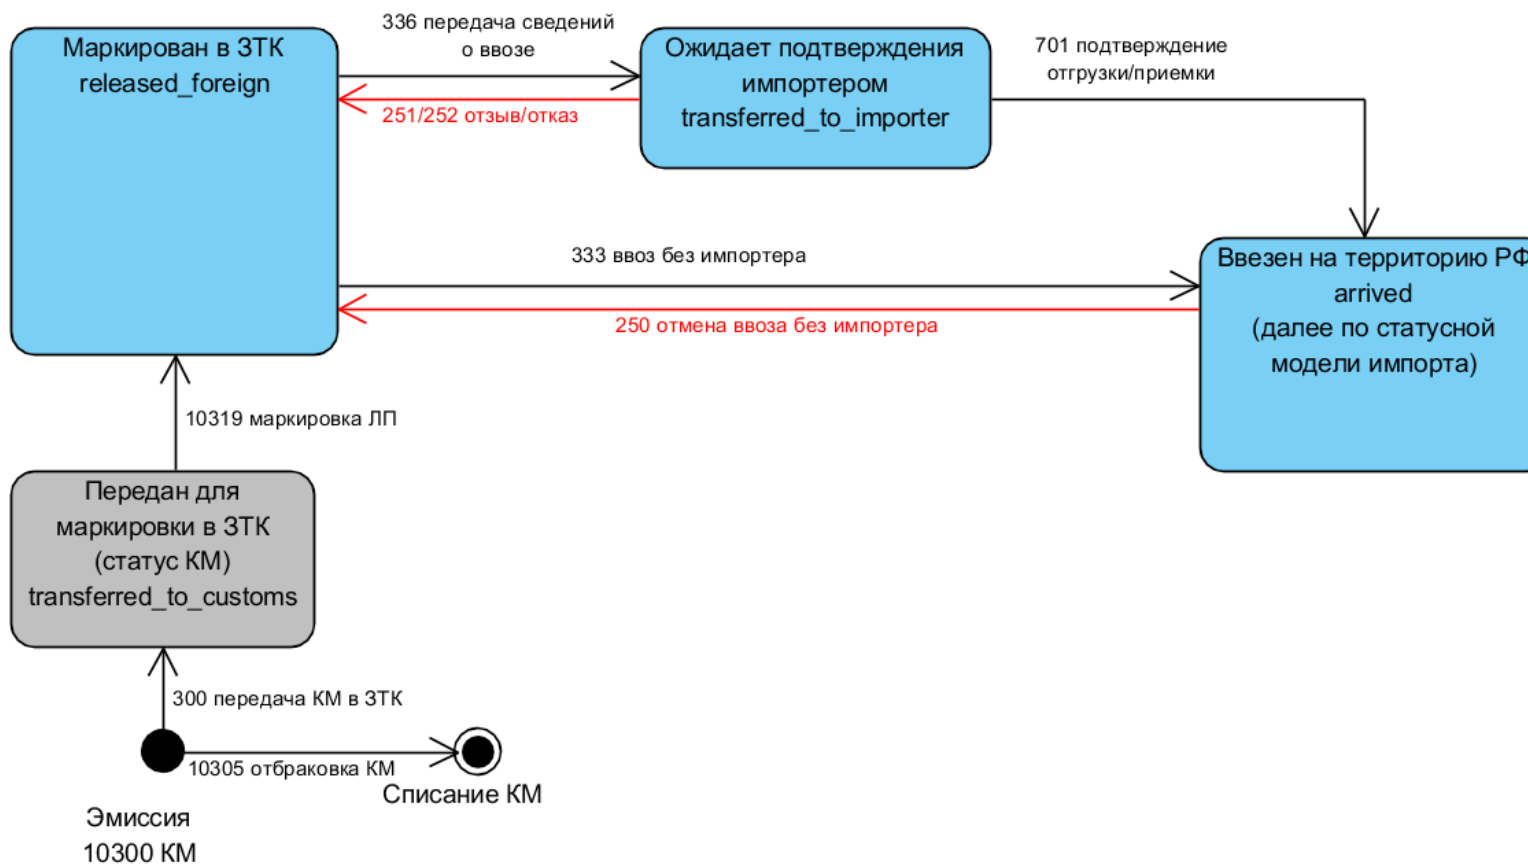 Маркирован в ЗТК
released_foreign
336 передача сведений
о ввозе
251/252 отзыв/отказ
Ожидает подтверждения
импортером
transferred_to_importer
701 подтверждение
отгрузки/приемки
333 ввоз без импортера
250 отмена ввоза без импортера
Ввезен на территорию РФ
arrived
(далее по статусной
модели импорта)
10319 маркировка ЛП
Передан для
маркировки в ЗТК
(статус КМ)
transferred_to_customs
300 передача КМ в ЗТК
10305 отбраковка КМ
Списание КМ
Эмиссия
10300 КМ